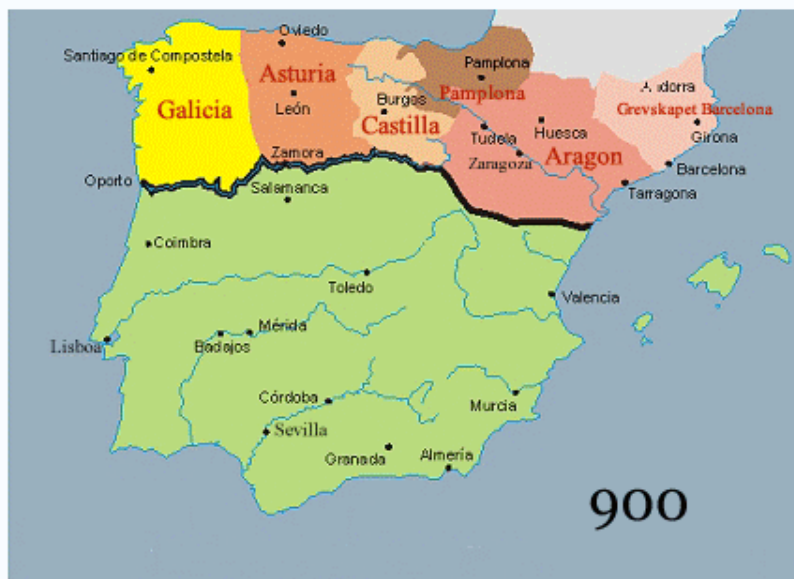 Oviedo
Santiago de Compostela
Asturia
Pamplona
Galicia
León
Burgos
Pamplona
Castilla
Andorra
Grevskapet Barcelona
Tudela
Huesca
Girona
Zamora
Zaragoza
Aragon
Barcelona
Oporto
Salamanca
Tarragona
Coimbra
Toledo
Valencia
Lisboa
Mérida
Badajos
Córdoba
Murcia
Sevilla
Granada
Almería
900